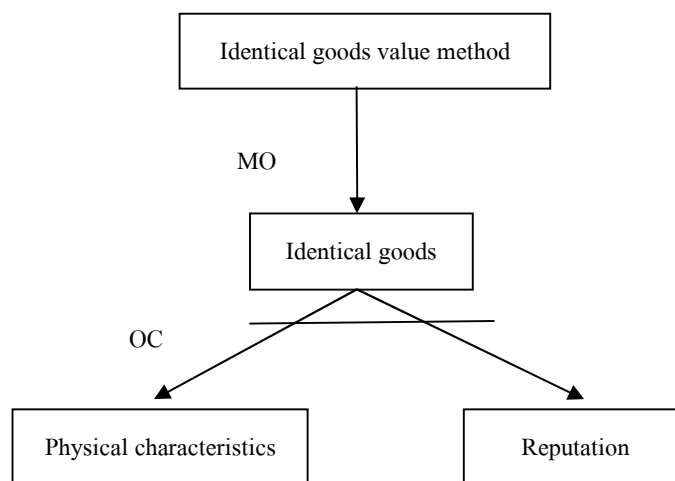 Identical goods value method
MO
Identical goods
OC
Physical characteristics
Reputation